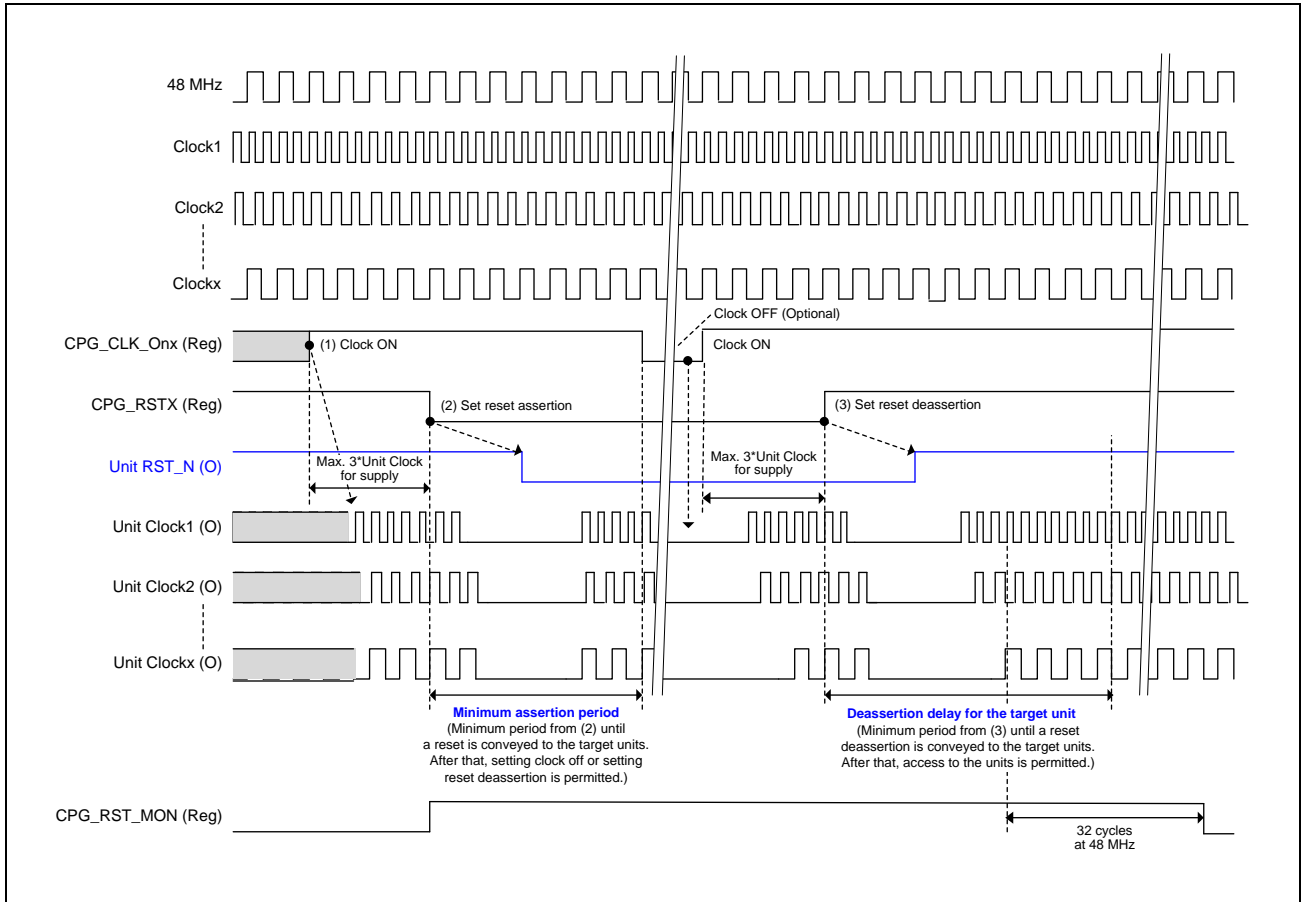 48 MHz
Clock1
Clock2
Clockx
Clock OFF (Optional)
CPG_CLK_Onx (Reg)
(1) Clock ON
Clock ON
CPG_RSTX (Reg)
(2) Set reset assertion
(3) Set reset deassertion
Unit RST_N (O)
Max. 3*Unit Clock
for supply
Max. 3*Unit Clock
for supply
Unit Clock1 (O)
Unit Clock2 (O)
Unit Clockx (O)
Minimum assertion period
(Minimum period from (2) until
a reset is conveyed to the target units.
After that, setting clock off or setting
reset deassertion is permitted.)
Deassertion delay for the target unit
(Minimum period from (3) until a reset
deassertion is conveyed to the target units.
After that, access to the units is permitted.)
CPG_RST_MON (Reg)
32 cycles
at 48 MHz